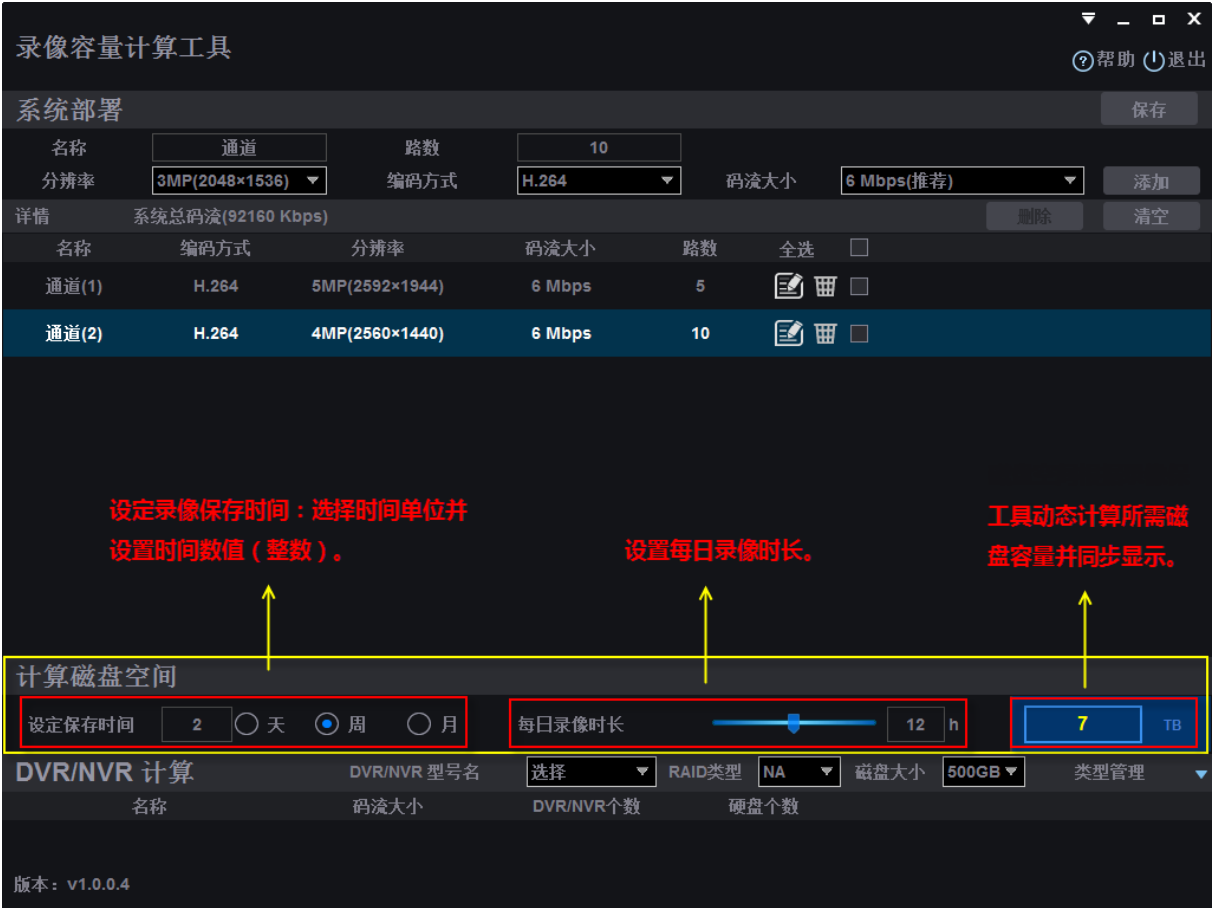 录像容量计算工具
帮助 退出
系统部署 保存
名称 通道 路数 10
分辨率 3MP(2048×1536) 编码方式 H.264 码流大小 6 Mbps(推荐) 添加
详情 系统总码流(92160 Kbps) 删除 清空
名称 编码方式 分辨率 码流大小 路数 全选
通道(1) H.264 5MP(2592×1944) 6 Mbps 5
通道(2) H.264 4MP(2560×1440) 6 Mbps 10
设定录像保存时间：选择时间单位并
设置时间数值（整数）。
设置每日录像时长。
工具动态计算所需磁
盘容量并同步显示。
计算磁盘空间
设定保存时间 2 天 周 月 每日录像时长 12 h 7 TB
DVR/NVR 计算 DVR/NVR 型号名 选择 RAID类型 NA 磁盘大小 500GB 类型管理
名称 码流大小 DVR/NVR个数 硬盘个数
版本：v1.0.0.4